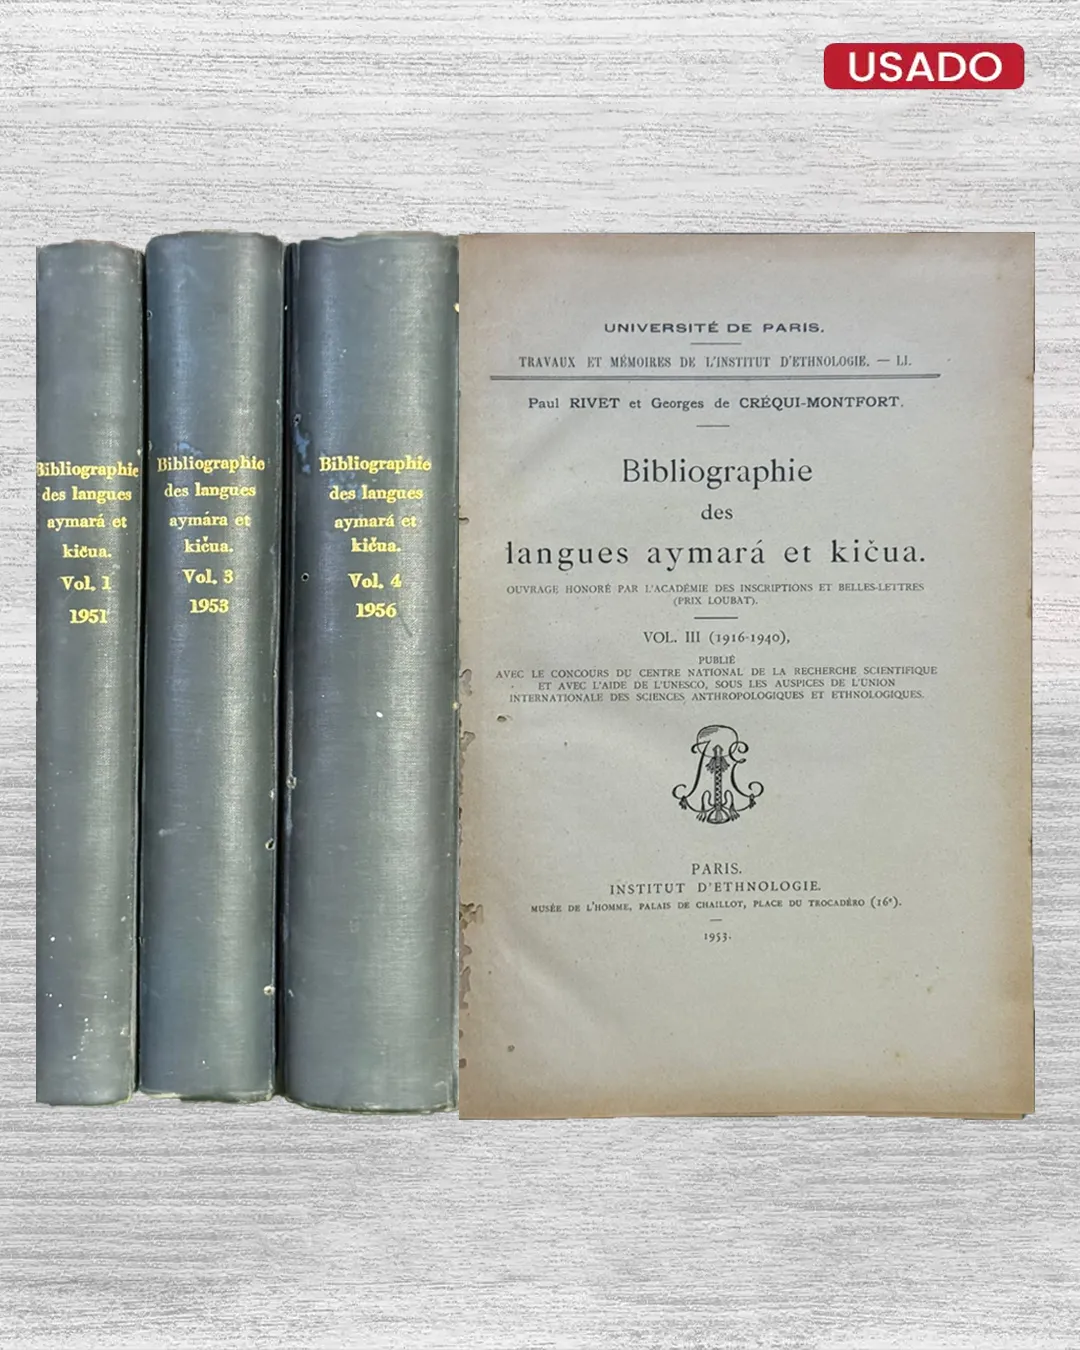 USADO
Bibliographie
des langues
aymará et
kičua.
Vol. 1
1951
Bibliographie
des langues
aymára et
kičua.
Vol. 3
1953
Bibliographie
des langues
aymará et
kičua.
Vol. 4
1956
UNIVERSITÉ DE PARIS.
TRAVAUX ET MÉMOIRES DE L'INSTITUT D'ETHNOLOGIE. — LI.
Paul RIVET et Georges de CRÉQUI-MONTFORT.
Bibliographie
des
langues aymará et kičua.
OUVRAGE HONORÉ PAR L'ACADÉMIE DES INSCRIPTIONS ET BELLES-LETTRES
(PRIX LOUBAT).
VOL. III (1916-1940),
PUBLIÉ
AVEC LE CONCOURS DU CENTRE NATIONAL DE LA RECHERCHE SCIENTIFIQUE
ET AVEC L'AIDE DE L'UNESCO, SOUS LES AUSPICES DE L'UNION
INTERNATIONALE DES SCIENCES ANTHROPOLOGIQUES ET ETHNOLOGIQUES.
PARIS.
INSTITUT D'ETHNOLOGIE.
MUSÉE DE L'HOMME, PALAIS DE CHAILLOT, PLACE DU TROCADÉRO (16e).
1953.